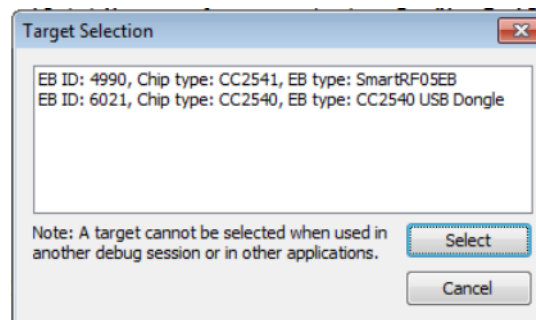 Target Selection
EB ID: 4990, Chip type: CC2541, EB type: SmartRF05EB
EB ID: 6021, Chip type: CC2540, EB type: CC2540 USB Dongle
Note: A target cannot be selected when used in
another debug session or in other applications.
Select
Cancel